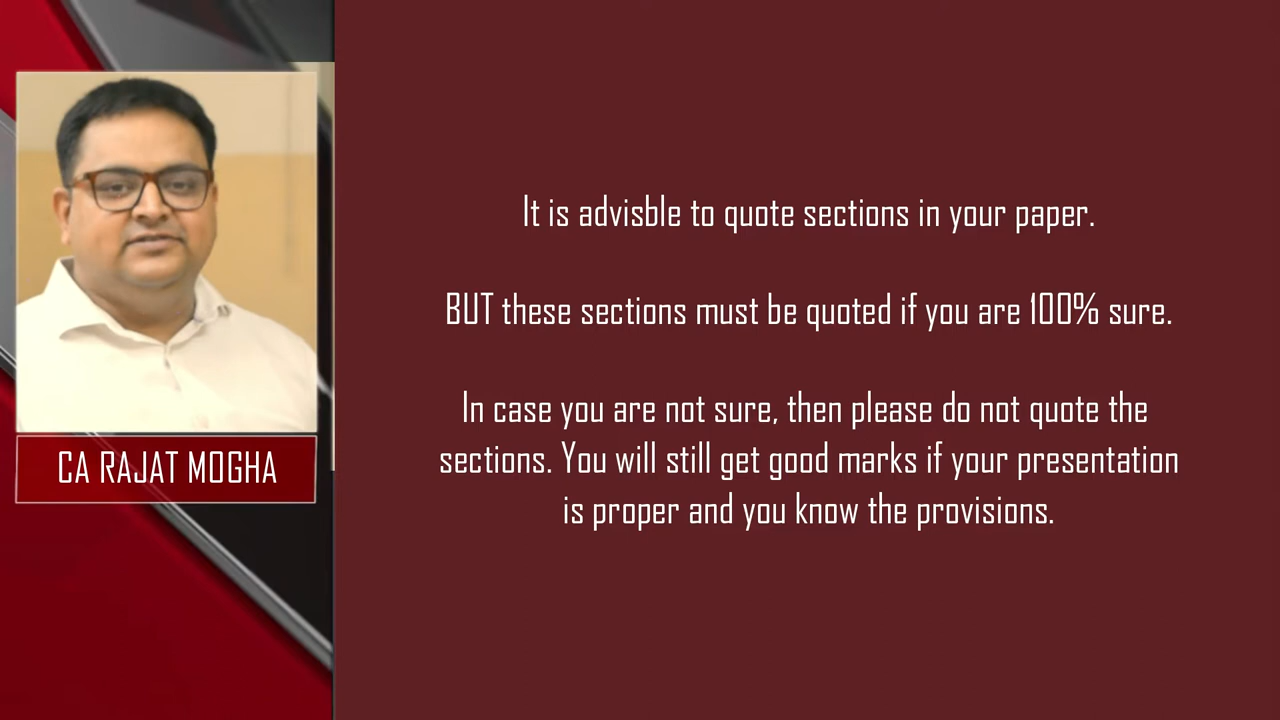 CA RAJAT MOGHA
It is advisble to quote sections in your paper.
BUT these sections must be quoted if you are 100% sure.
In case you are not sure, then please do not quote the
sections. You will still get good marks if your presentation
is proper and you know the provisions.